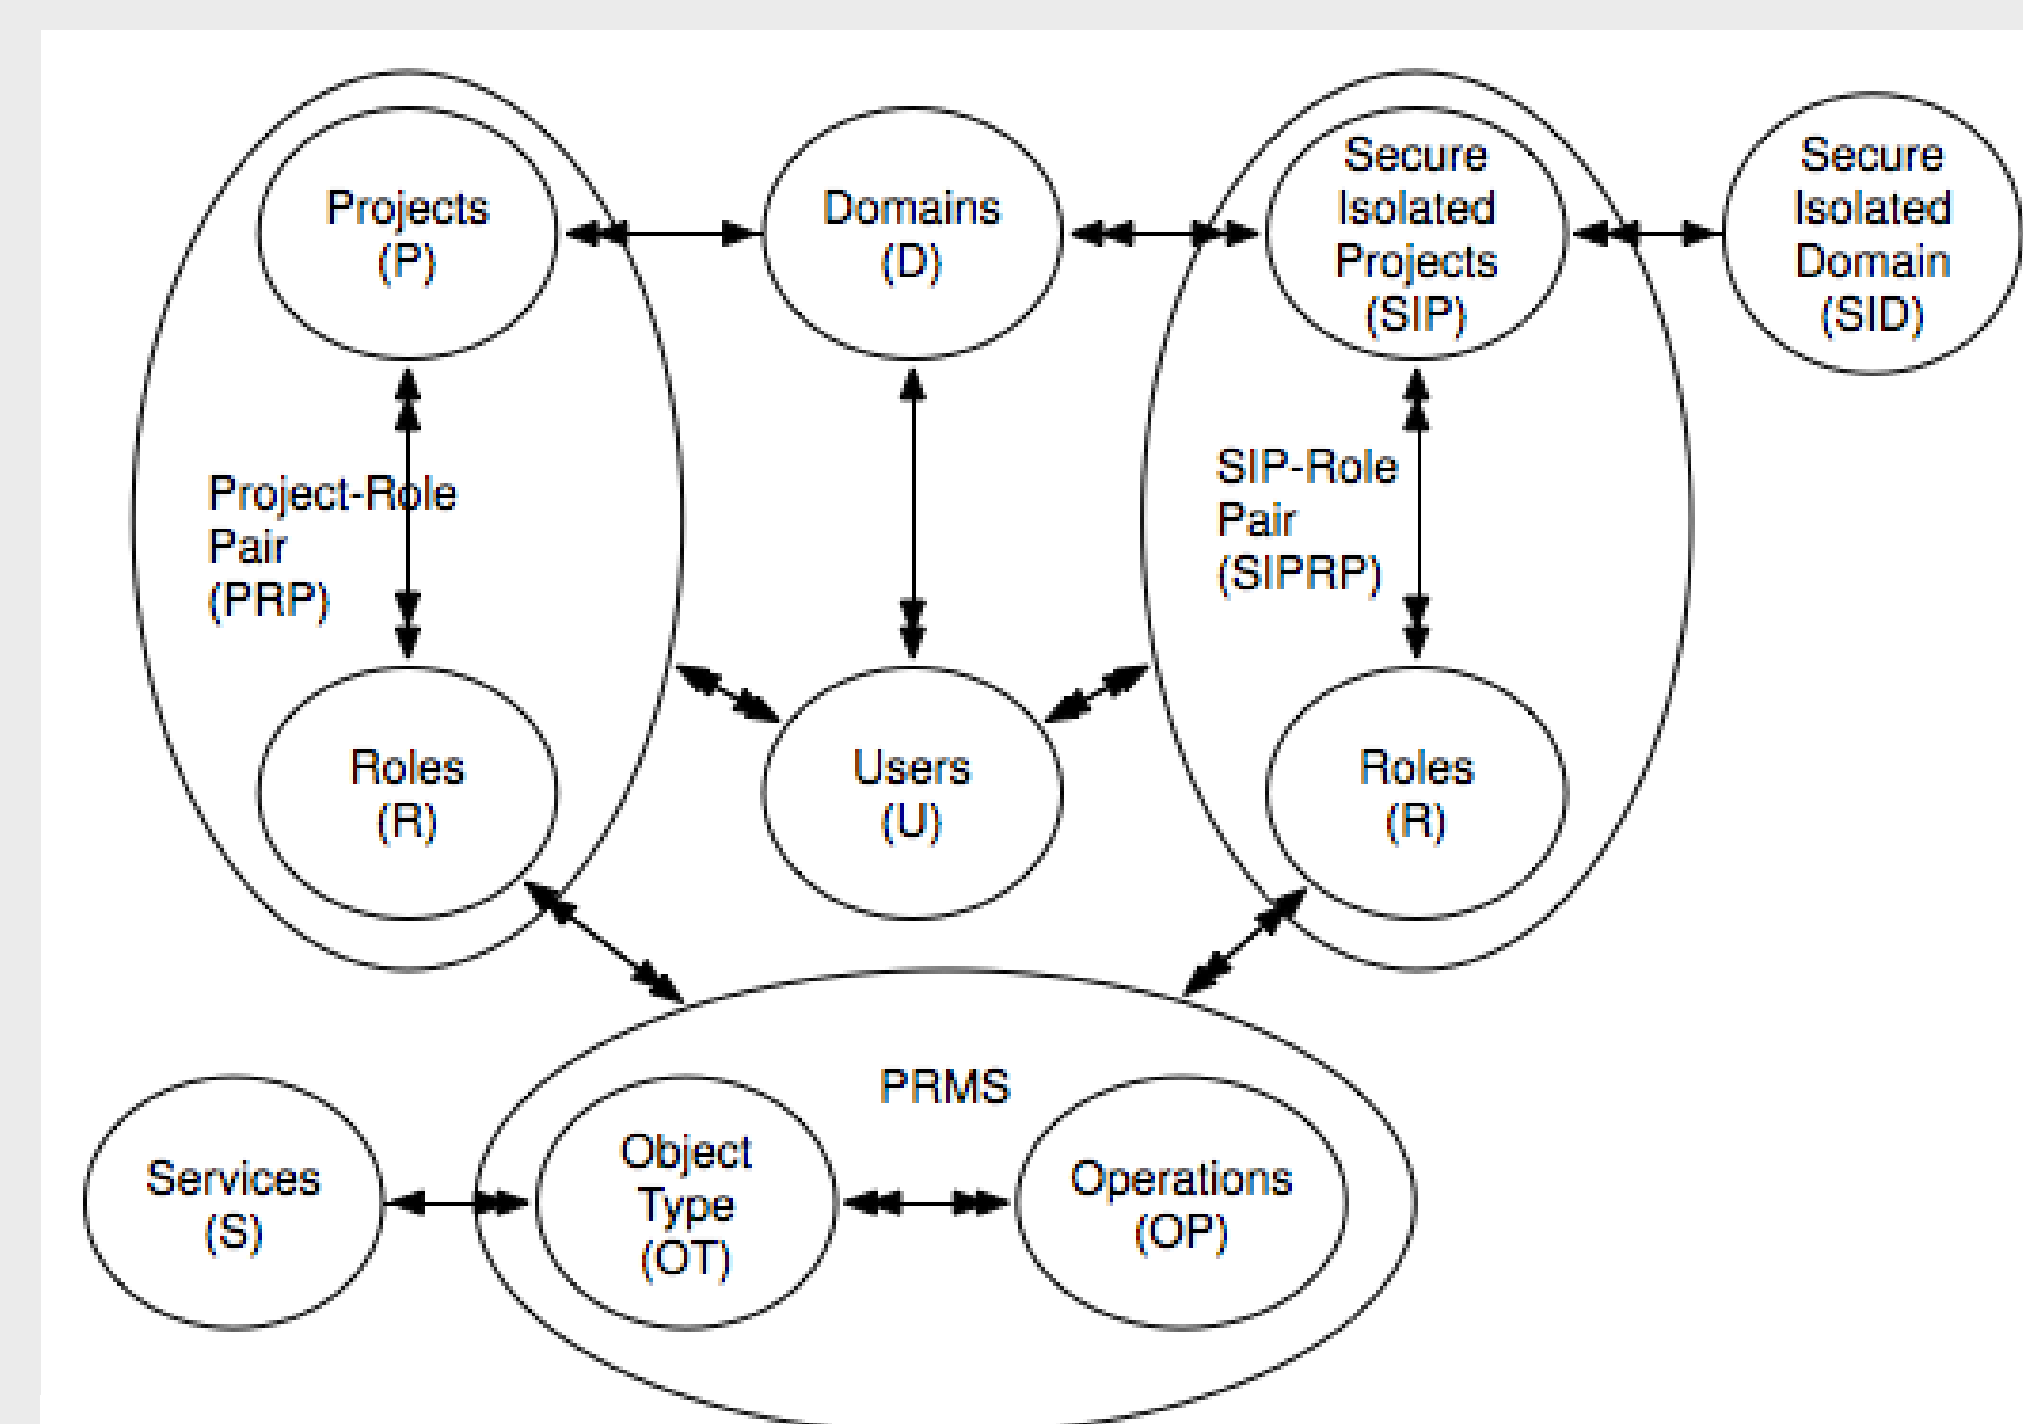 Projects
(P)
Domains
(D)
Secure
Isolated
Projects
(SIP)
Secure
Isolated
Domain
(SID)
Project-Role
Pair
(PRP)
SIP-Role
Pair
(SIPRP)
Roles
(R)
Users
(U)
Roles
(R)
PRMS
Services
(S)
Object
Type
(OT)
Operations
(OP)